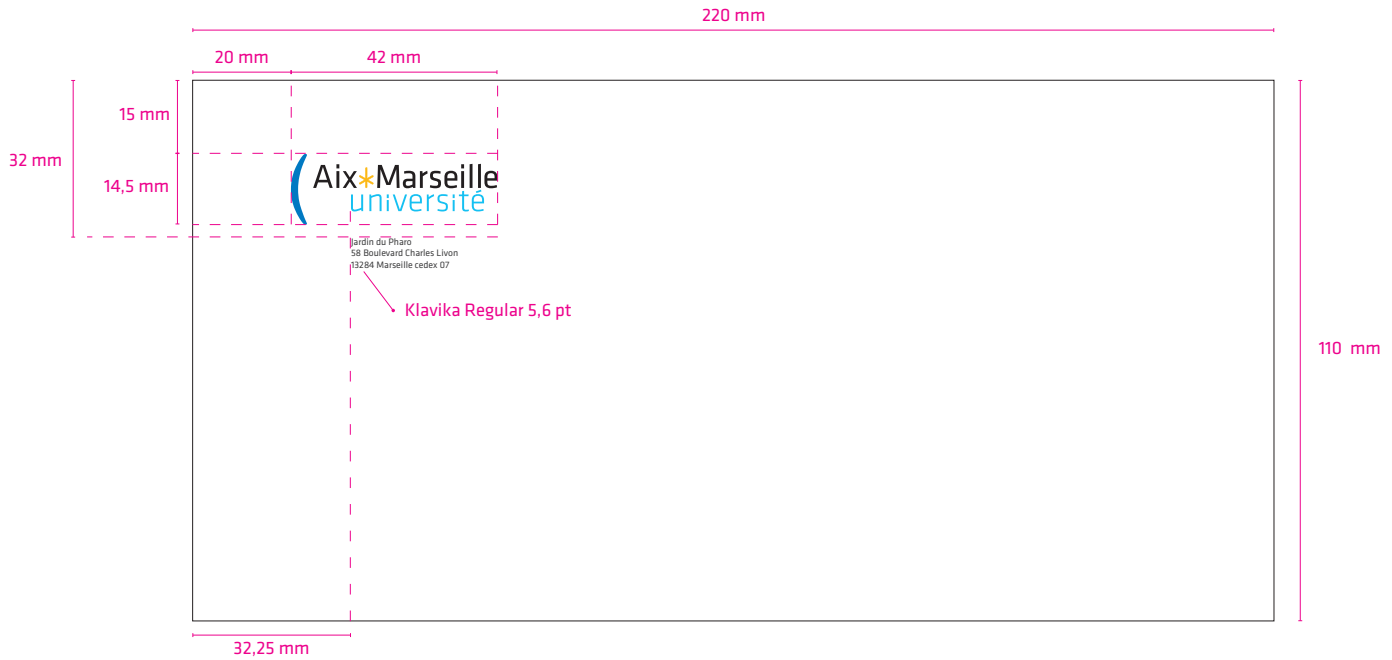 220 mm
20 mm
42 mm
15 mm
32 mm
14,5 mm
Aix*Marseille
université
Jardin du Pharo
58 Boulevard Charles Livon
13284 Marseille cedex 07
Klavika Regular 5,6 pt
110 mm
32,25 mm